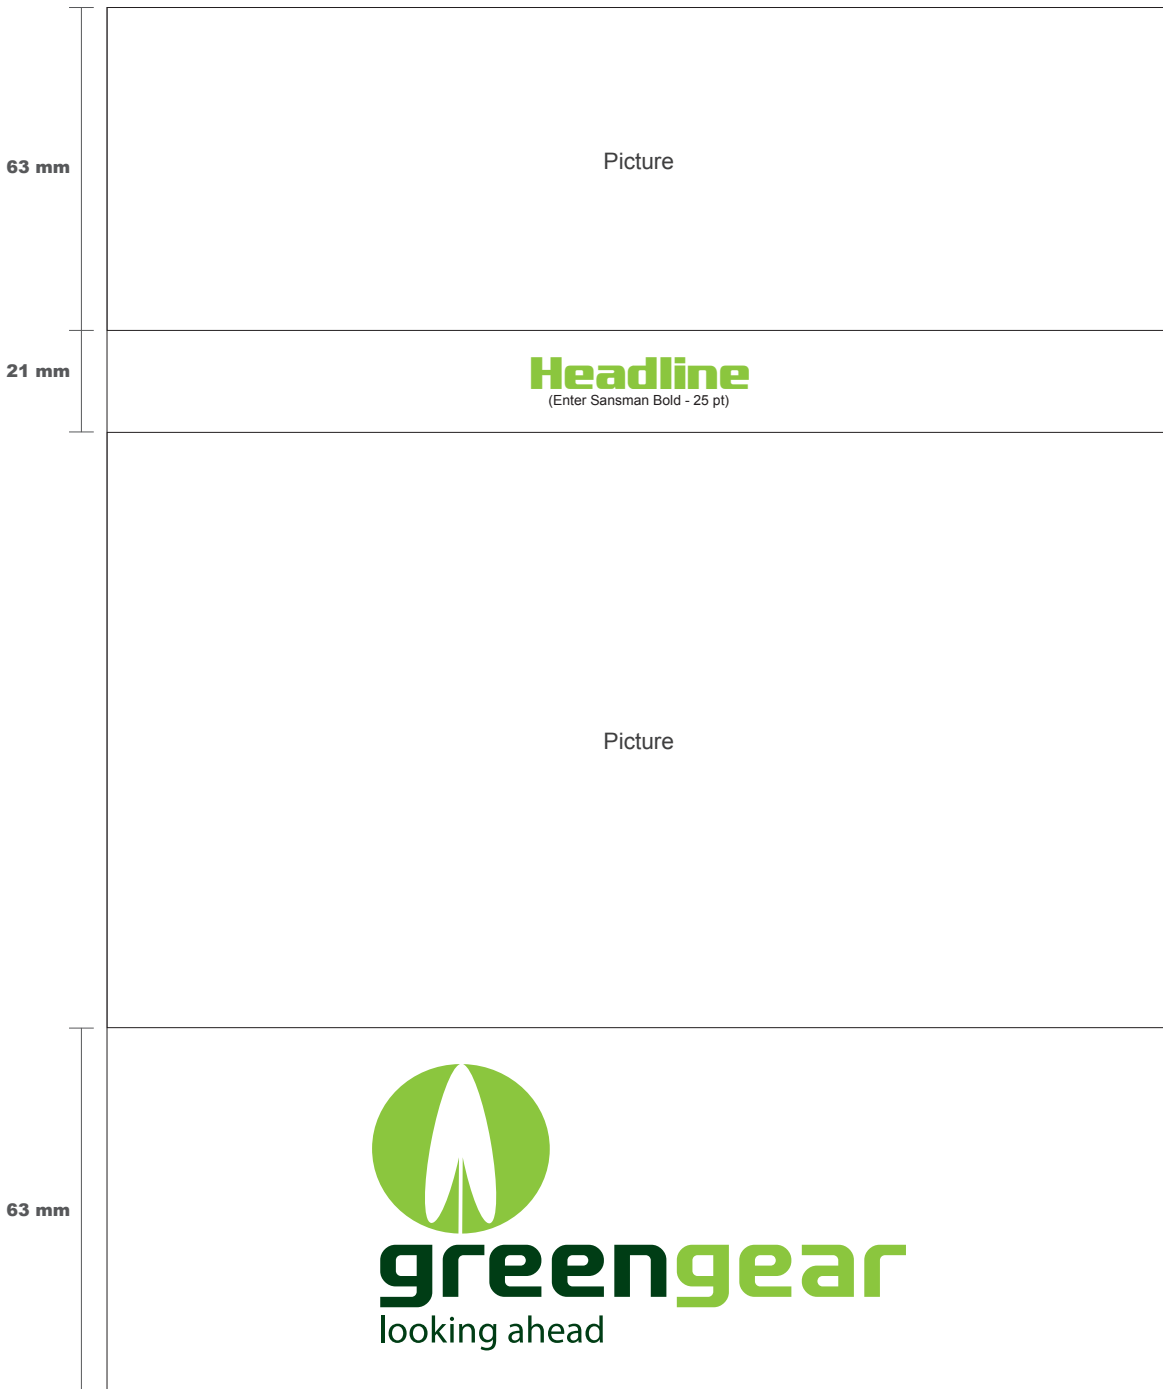 63 mm
Picture
21 mm
Headline
(Enter Sansman Bold - 25 pt)
Picture
63 mm
greengear
looking ahead